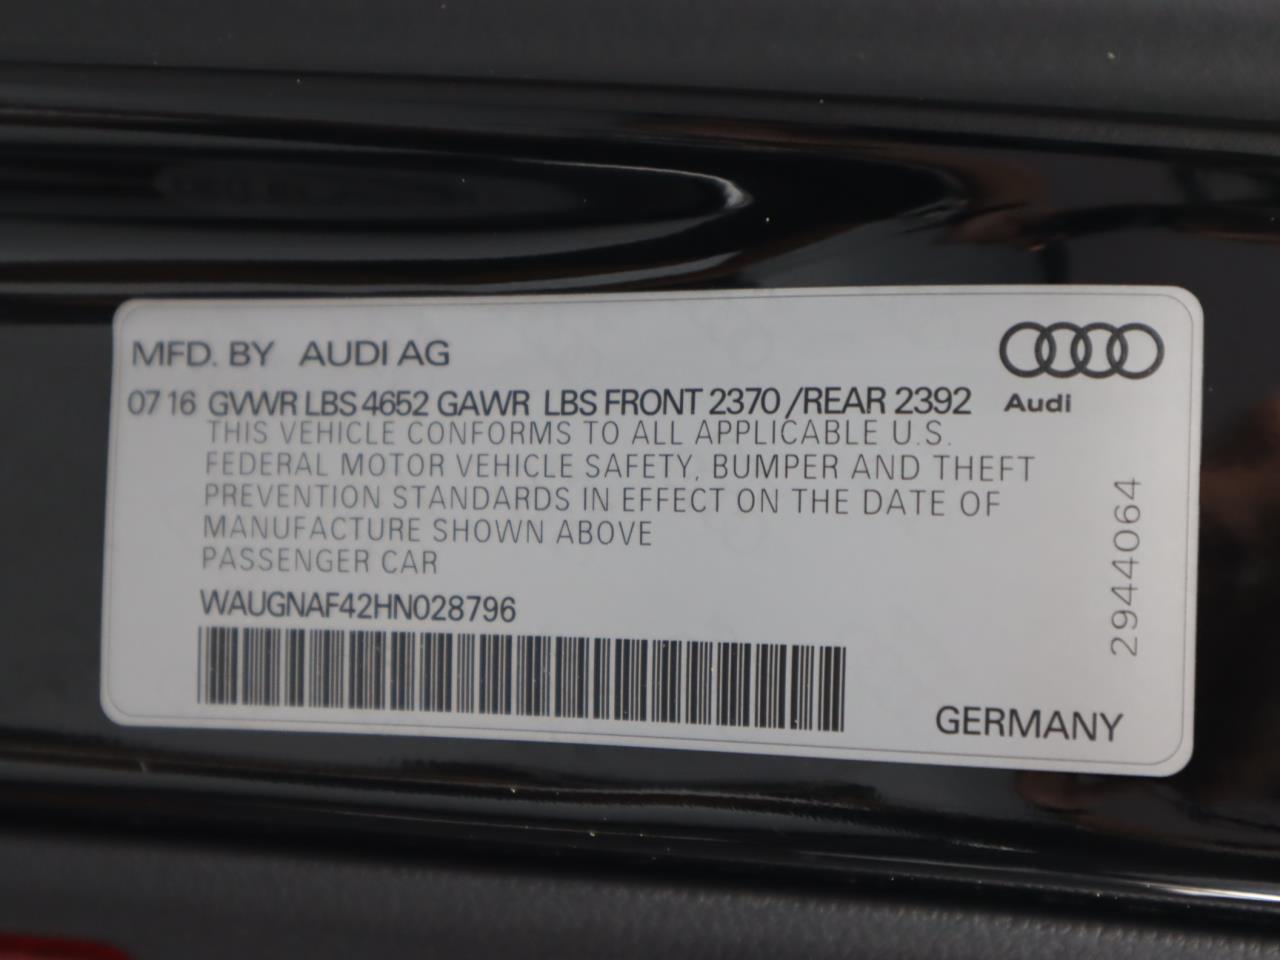 MFD. BY AUDI AG
07 16 GVWR LBS 4652 GAWR LBS FRONT 2370 /REAR 2392
Audi
THIS VEHICLE CONFORMS TO ALL APPLICABLE U.S.
FEDERAL MOTOR VEHICLE SAFETY, BUMPER AND THEFT
PREVENTION STANDARDS IN EFFECT ON THE DATE OF
MANUFACTURE SHOWN ABOVE
PASSENGER CAR
WAUGNAF42HN028796
2944064
GERMANY